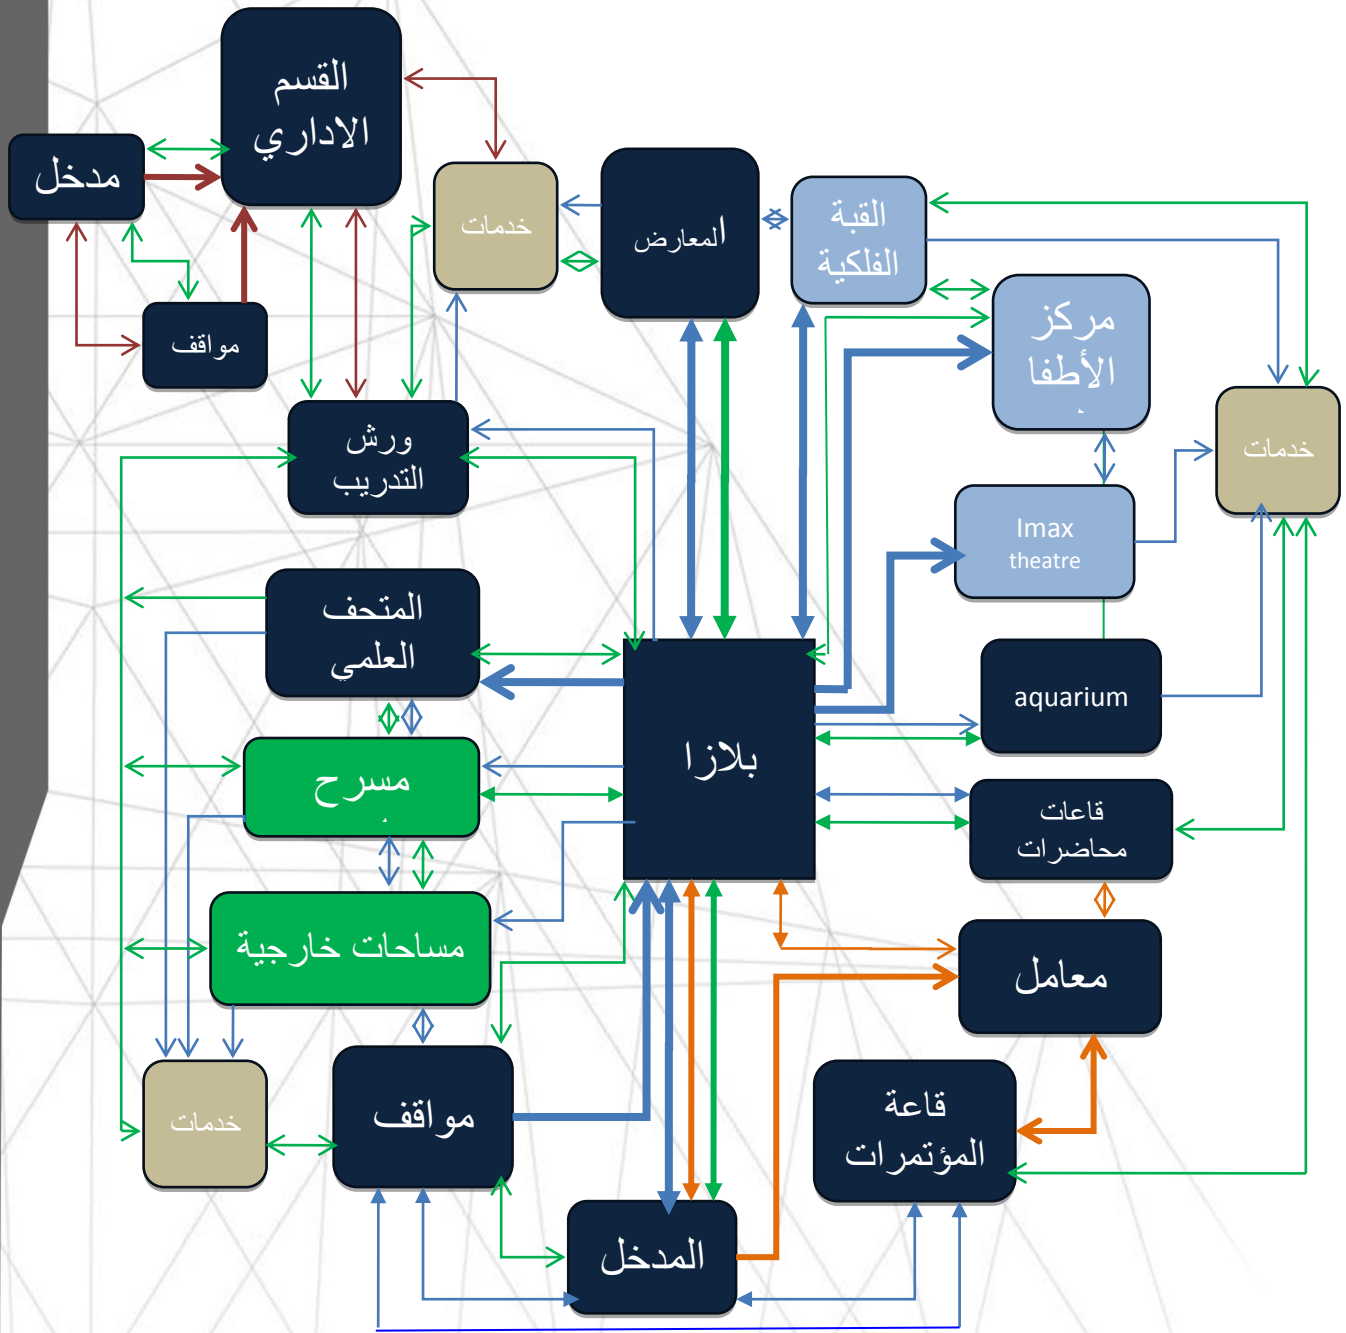 القسم
الاداري
مدخل
مواقف
خدمات
المعارض
القبة
الفلكية
مركز
الأطفا
خدمات
ورش
التدريب
Imax
theatre
المتحف
العلمي
aquarium
بلازا
مسرح
قاعات
محاضرات
مساحات خارجية
معامل
خدمات
مواقف
قاعة
المؤتمرات
المدخل